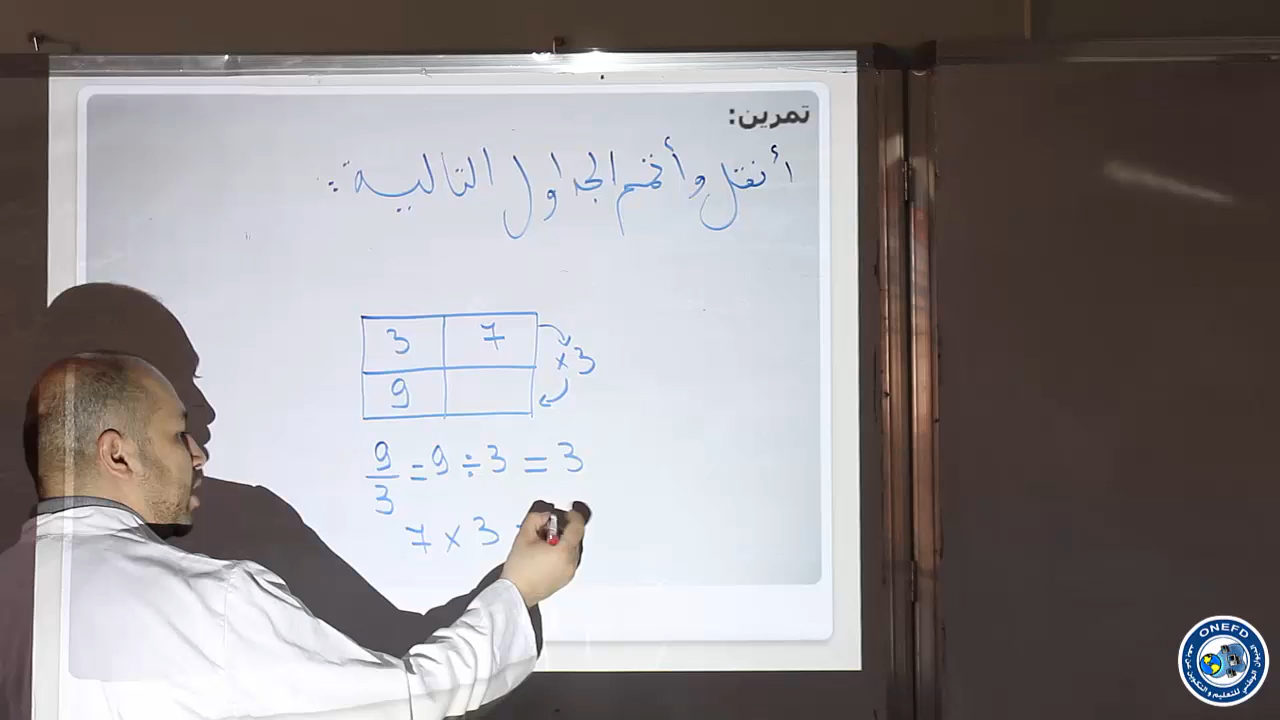 تمرين:
أنقل وأتمم الجداول التالية:
3 7
× 3
9
9/3 = 9 ÷ 3 = 3
7 × 3
ONEFD